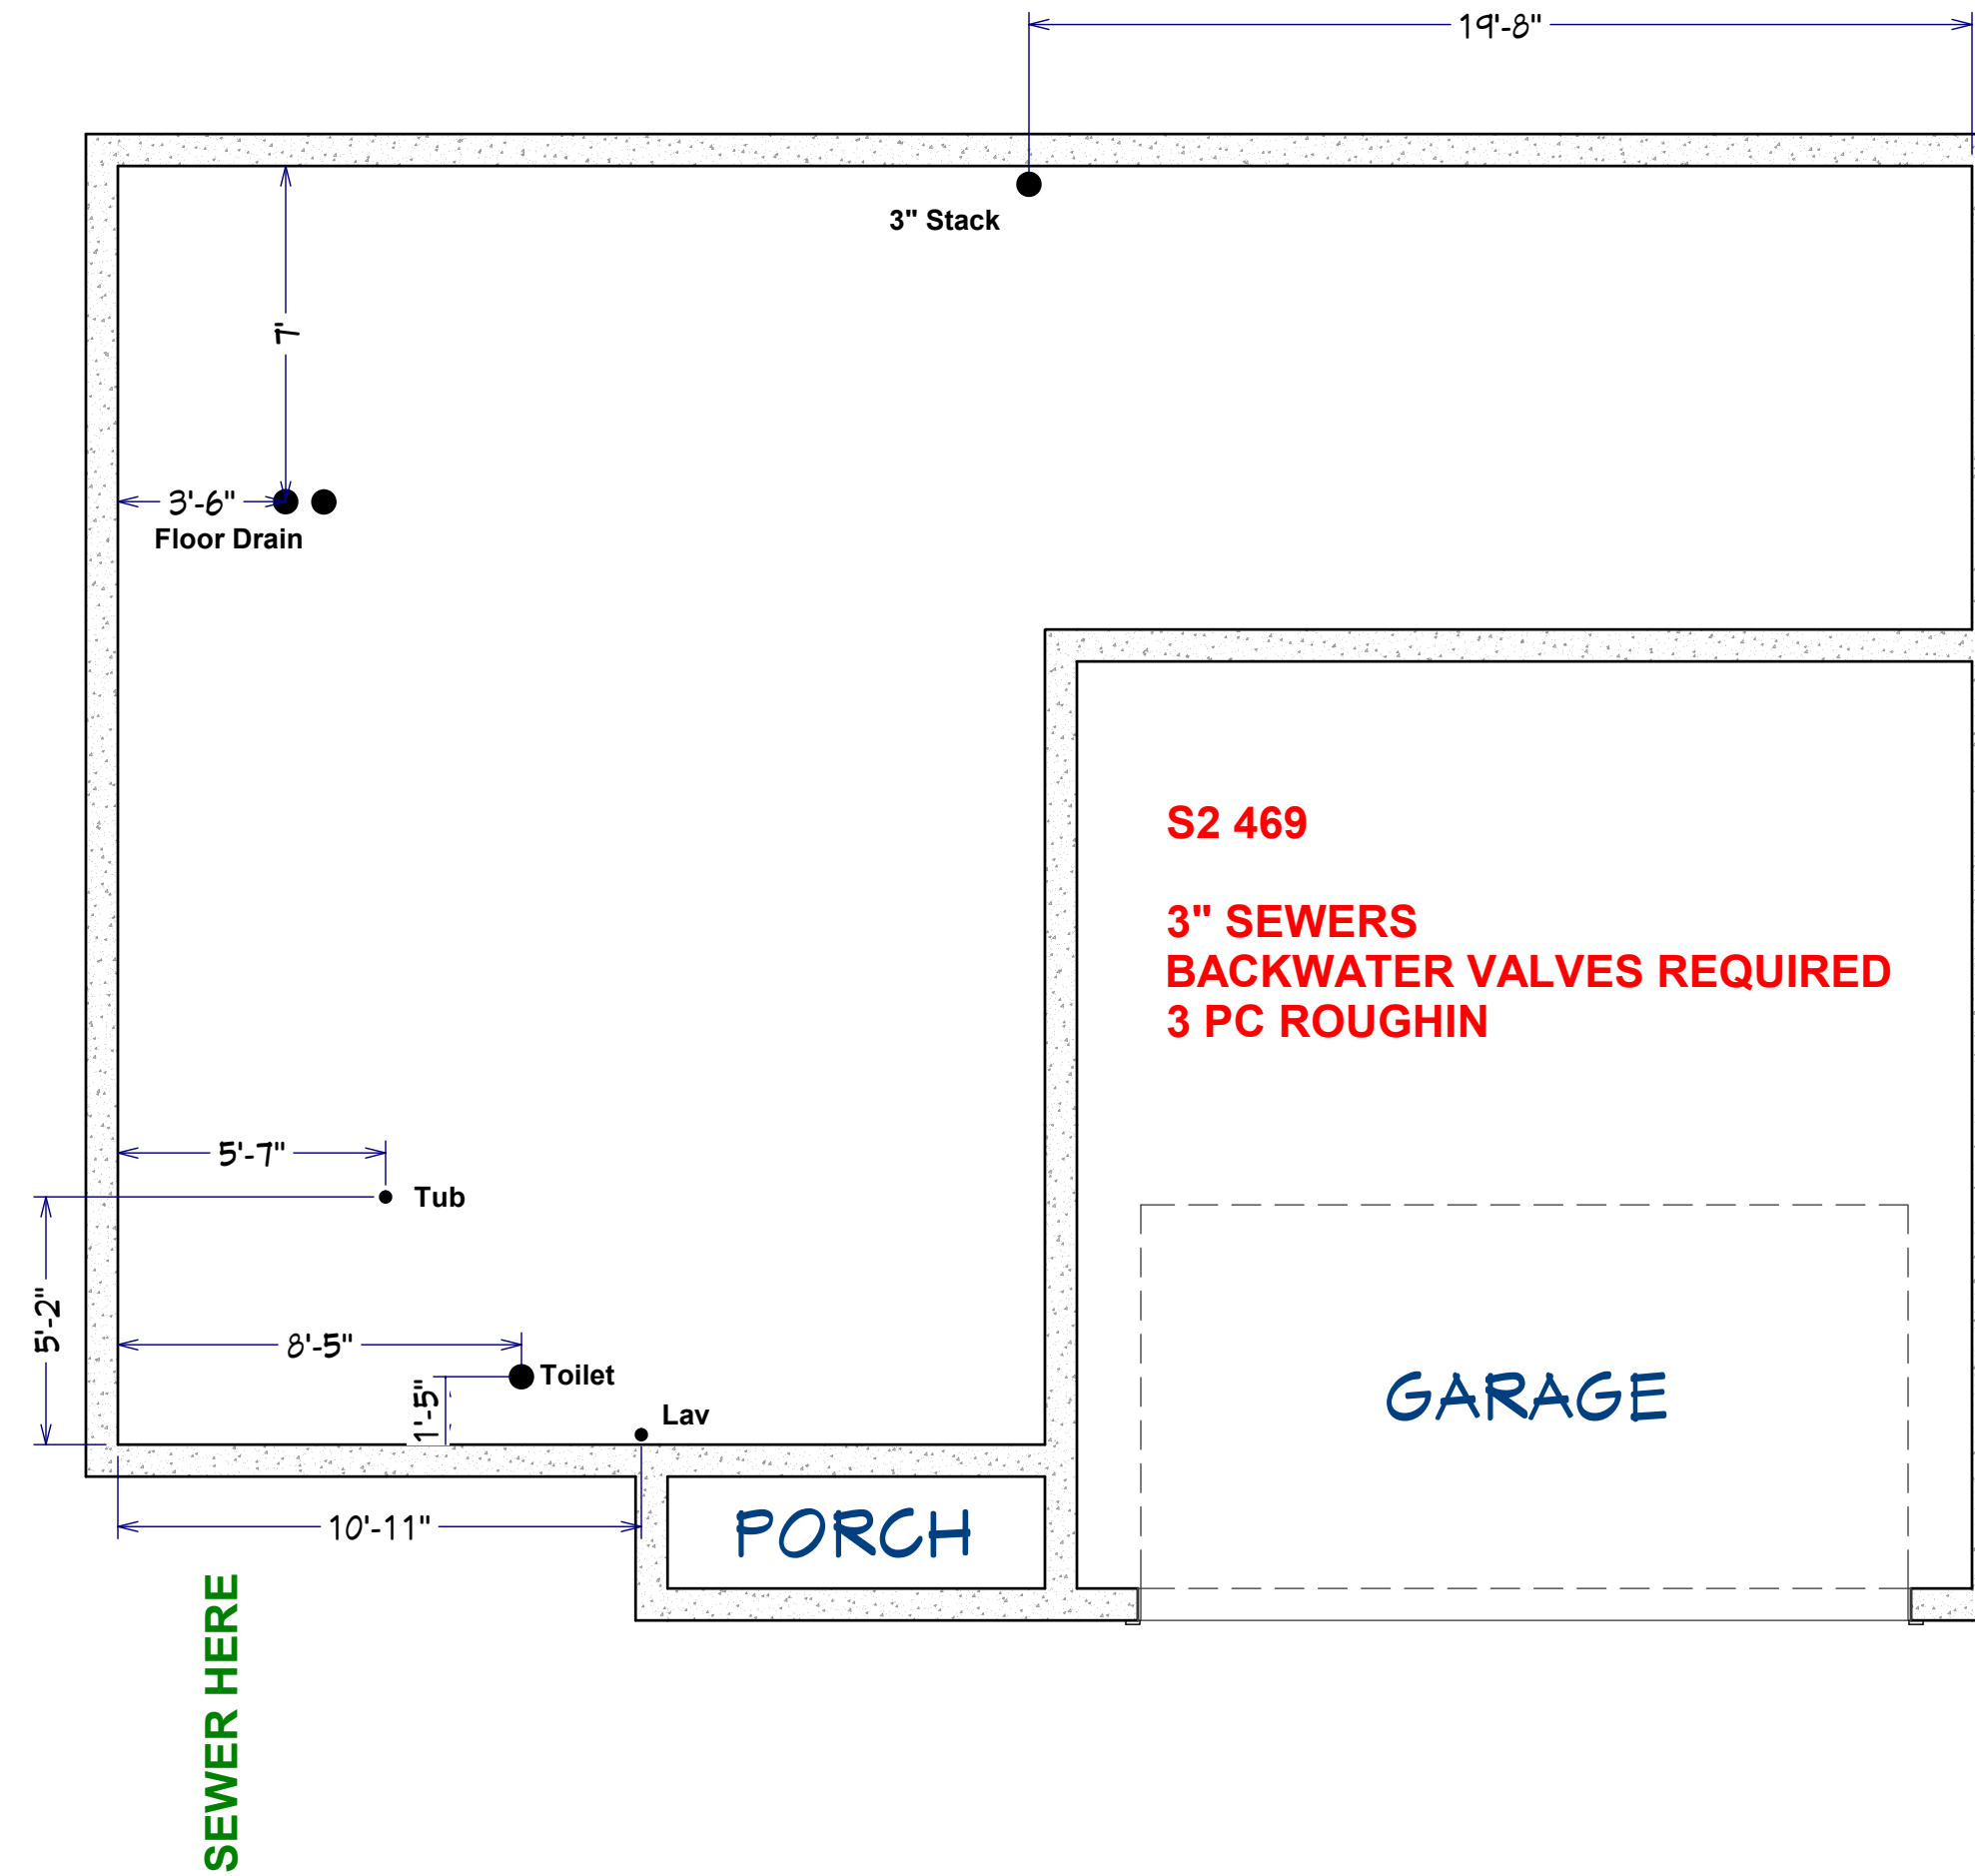 19'-8"
3" Stack
7'
3'-6"
Floor Drain
S2 469
3" SEWERS
BACKWATER VALVES REQUIRED
3 PC ROUGHIN
5'-7"
Tub
5'-2"
8'-5"
Toilet
1'-5"
Lav
GARAGE
10'-11"
PORCH
SEWER HERE